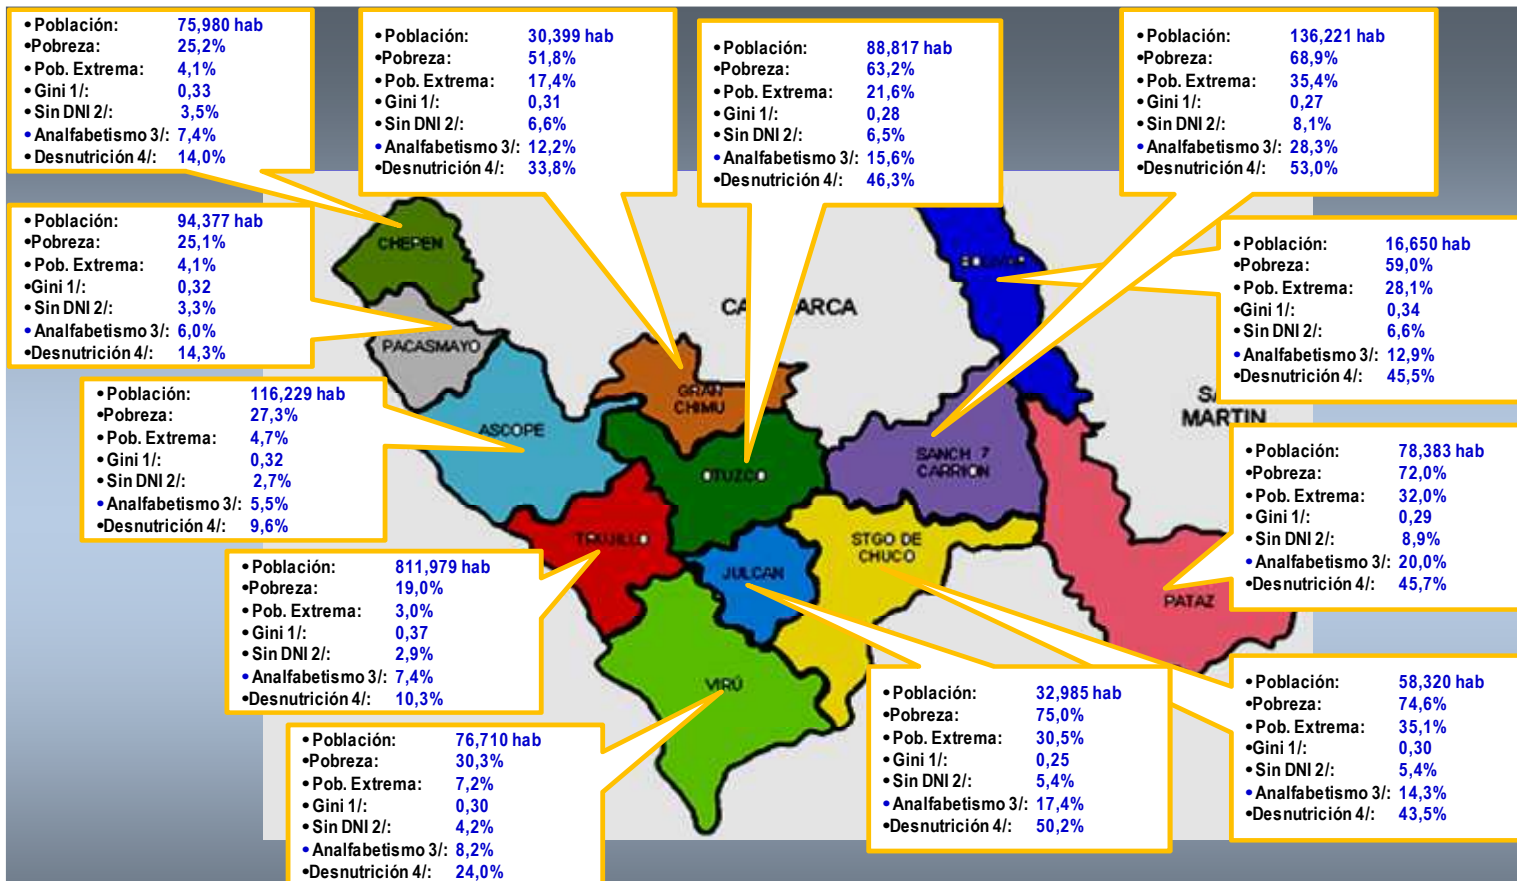 • Población: 75,980 hab
•Pobreza: 25,2%
• Pob. Extrema: 4,1%
• Gini 1/: 0,33
• Sin DNI 2/: 3,5%
• Analfabetismo 3/: 7,4%
• Desnutrición 4/: 14,0%
• Población: 30,399 hab
•Pobreza: 51,8%
• Pob. Extrema: 17,4%
• Gini 1/: 0,31
• Sin DNI 2/: 6,6%
• Analfabetismo 3/: 12,2%
•Desnutrición 4/: 33,8%
• Población: 88,817 hab
•Pobreza: 63,2%
• Pob. Extrema: 21,6%
• Gini 1/: 0,28
• Sin DNI 2/: 6,5%
• Analfabetismo 3/: 15,6%
•Desnutrición 4/: 46,3%
• Población: 136,221 hab
•Pobreza: 68,9%
• Pob. Extrema: 35,4%
• Gini 1/: 0,27
• Sin DNI 2/: 8,1%
• Analfabetismo 3/: 28,3%
•Desnutrición 4/: 53,0%
• Población: 94,377 hab
•Pobreza: 25,1%
• Pob. Extrema: 4,1%
•Gini 1/: 0,32
• Sin DNI 2/: 3,3%
• Analfabetismo 3/: 6,0%
•Desnutrición 4/: 14,3%
• Población: 16,650 hab
•Pobreza: 59,0%
• Pob. Extrema: 28,1%
•Gini 1/: 0,34
• Sin DNI 2/: 6,6%
• Analfabetismo 3/: 12,9%
•Desnutrición 4/: 45,5%
CHEPEN
PACASMAYO
ASCOPE
GRAN
CHIMU
OTUZCO
SANCH 7
CARRION
MARTIN
TRUJILLO
JULCAN
STGO DE
CHUCO
PATAZ
VIRÚ
• Población: 116,229 hab
•Pobreza: 27,3%
• Pob. Extrema: 4,7%
• Gini 1/: 0,32
• Sin DNI 2/: 2,7%
• Analfabetismo 3/: 5,5%
•Desnutrición 4/: 9,6%
• Población: 78,383 hab
•Pobreza: 72,0%
• Pob. Extrema: 32,0%
• Gini 1/: 0,29
• Sin DNI 2/: 8,9%
• Analfabetismo 3/: 20,0%
•Desnutrición 4/: 45,7%
• Población: 811,979 hab
•Pobreza: 19,0%
• Pob. Extrema: 3,0%
• Gini 1/: 0,37
• Sin DNI 2/: 2,9%
• Analfabetismo 3/: 7,4%
•Desnutrición 4/: 10,3%
• Población: 32,985 hab
•Pobreza: 75,0%
• Pob. Extrema: 30,5%
• Gini 1/: 0,25
• Sin DNI 2/: 5,4%
• Analfabetismo 3/: 17,4%
•Desnutrición 4/: 50,2%
• Población: 58,320 hab
•Pobreza: 74,6%
• Pob. Extrema: 35,1%
• Gini 1/: 0,30
• Sin DNI 2/: 5,4%
• Analfabetismo 3/: 14,3%
•Desnutrición 4/: 43,5%
• Población: 76,710 hab
•Pobreza: 30,3%
• Pob. Extrema: 7,2%
• Gini 1/: 0,30
• Sin DNI 2/: 4,2%
• Analfabetismo 3/: 8,2%
•Desnutrición 4/: 24,0%